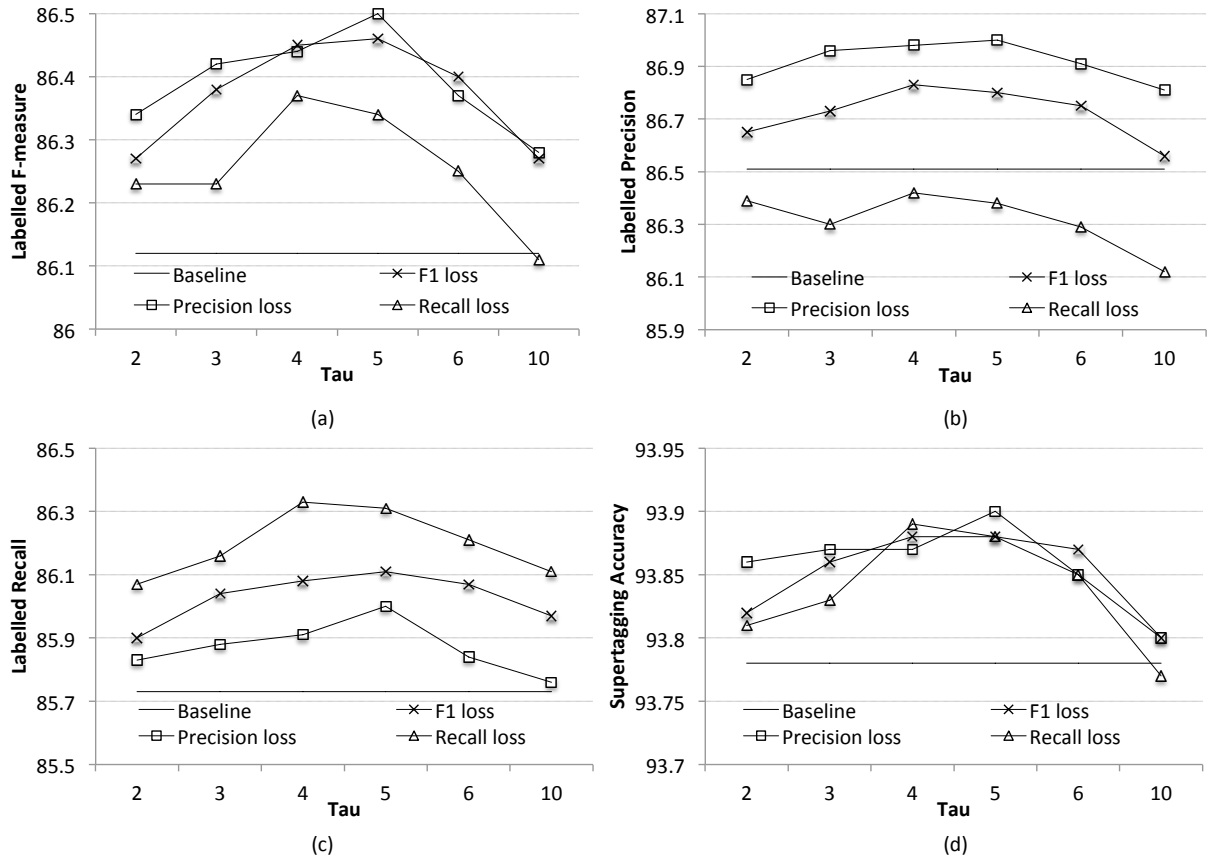 Labelled F-measure
86.5
86.4
86.3
86.2
86.1
86
Baseline
F1 loss
Precision loss
Recall loss
2 3 4 5 6 10
Tau
(a)
Labelled Precision
87.1
86.9
86.7
86.5
86.3
86.1
85.9
Baseline
F1 loss
Precision loss
Recall loss
2 3 4 5 6 10
Tau
(b)
Labelled Recall
86.5
86.3
86.1
85.9
85.7
85.5
Baseline
F1 loss
Precision loss
Recall loss
2 3 4 5 6 10
Tau
(c)
Supertagging Accuracy
93.95
93.9
93.85
93.8
93.75
93.7
Baseline
F1 loss
Precision loss
Recall loss
2 3 4 5 6 10
Tau
(d)